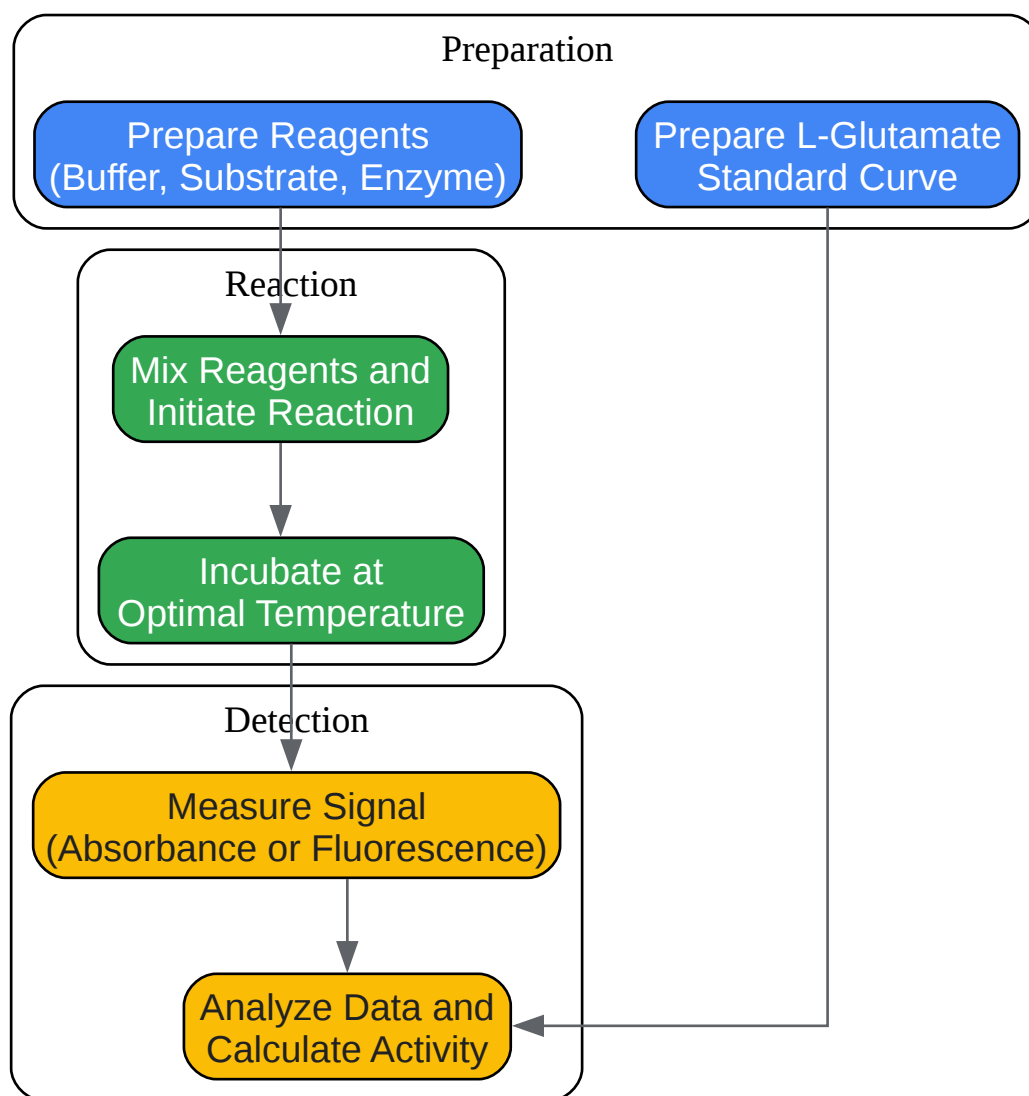 Preparation
Prepare Reagents
(Buffer, Substrate, Enzyme)
Prepare L-Glutamate
Standard Curve
Reaction
Mix Reagents and
Initiate Reaction
Incubate at
Optimal Temperature
Detection
Measure Signal
(Absorbance or Fluorescence)
Analyze Data and
Calculate Activity